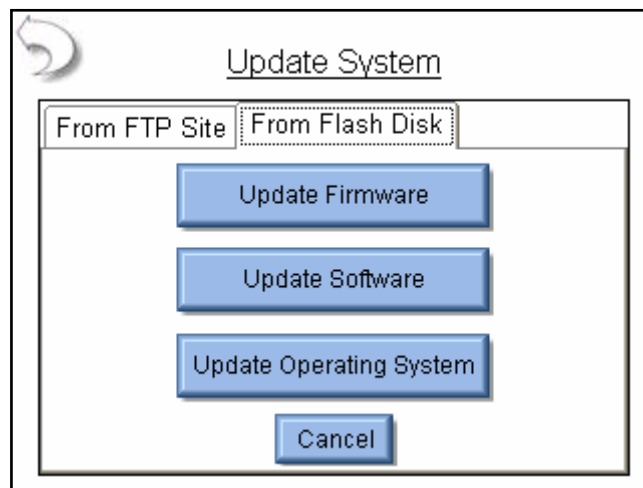 Update System
From FTP Site From Flash Disk
Update Firmware
Update Software
Update Operating System
Cancel